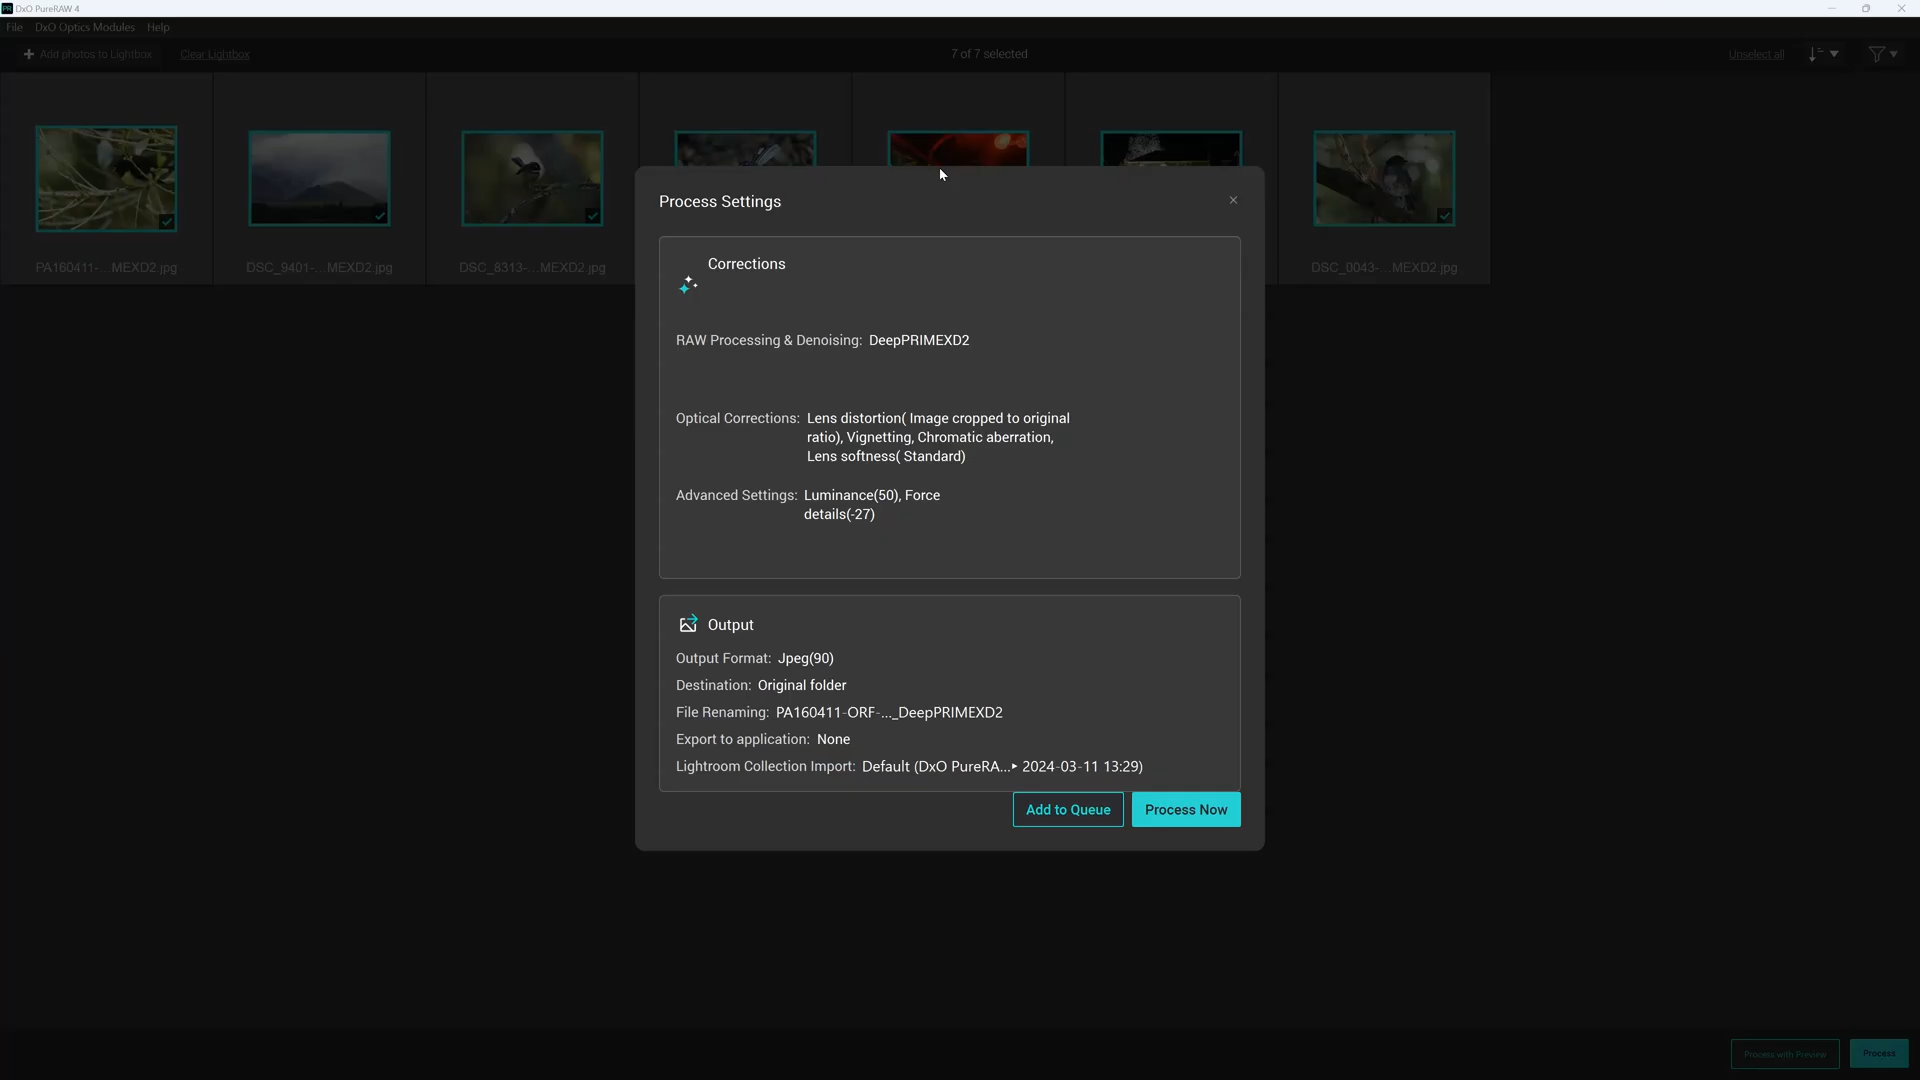 DxO PureRAW 4
File DxO Optics Modules Help
Add photos to Lightbox Clear Lightbox 7 of 7 selected Unselect all
PA160411-...MEXD2.jpg DSC_9401-...MEXD2.jpg DSC_8313-...MEXD2.jpg DSC_0043-...MEXD2.jpg
Process Settings
Corrections
RAW Processing & Denoising: DeepPRIMEXD2
Optical Corrections: Lens distortion( Image cropped to original
ratio), Vignetting, Chromatic aberration,
Lens softness( Standard)
Advanced Settings: Luminance(50), Force
details(-27)
Output
Output Format: Jpeg(90)
Destination: Original folder
File Renaming: PA160411-ORF-..._DeepPRIMEXD2
Export to application: None
Lightroom Collection Import: Default (DxO PureRA...▸ 2024-03-11 13:29)
Add to Queue Process Now
Process with Preview Process